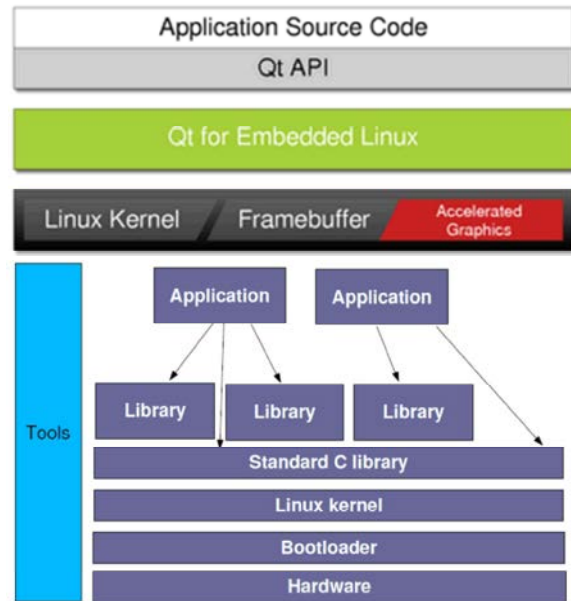 Application Source Code
Qt API
Qt for Embedded Linux
Linux Kernel
Framebuffer
Accelerated
Graphics
Tools
Application
Application
Library
Library
Library
Standard C library
Linux kernel
Bootloader
Hardware